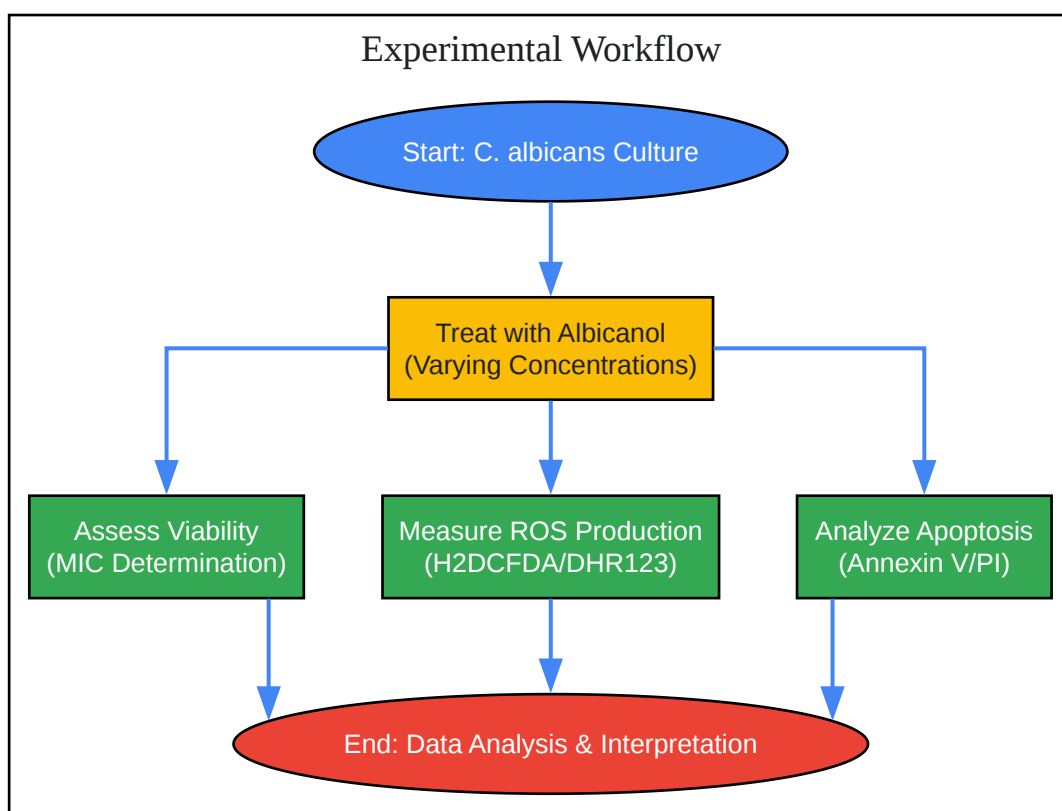 Experimental Workflow
Start: C. albicans Culture
Treat with Albicanol
(Varying Concentrations)
Assess Viability
(MIC Determination)
Measure ROS Production
(H2DCFDA/DHR123)
Analyze Apoptosis
(Annexin V/PI)
End: Data Analysis & Interpretation